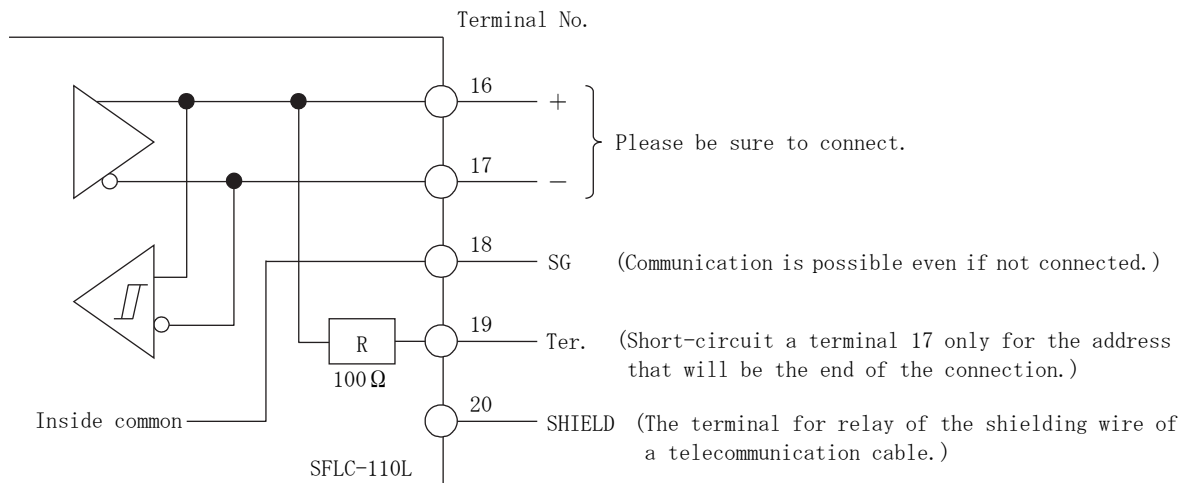 Terminal No.
16
+
Please be sure to connect.
17
−
18
SG (Communication is possible even if not connected.)
19
R
Ter. (Short-circuit a terminal 17 only for the address
that will be the end of the connection.)
100Ω
20
Inside common
SHIELD (The terminal for relay of the shielding wire of
a telecommunication cable.)
SFLC-110L